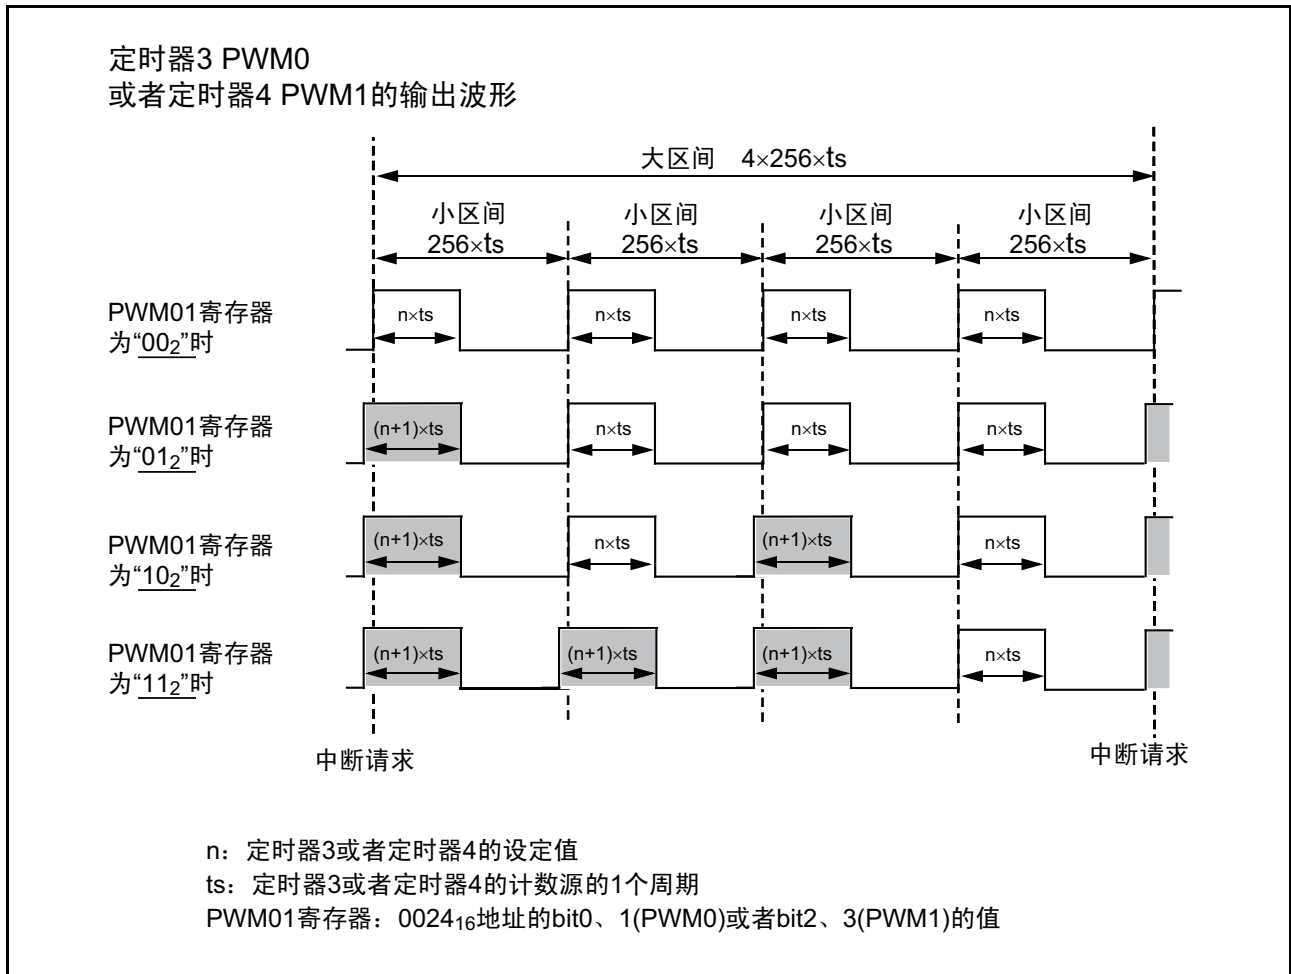 定时器3 PWM0
或者定时器4 PWM1的输出波形
大区间 4×256×ts
小区间 小区间 小区间 小区间
256×ts 256×ts 256×ts 256×ts
PWM01寄存器
为“00₂”时
n×ts n×ts n×ts n×ts
PWM01寄存器
为“01₂”时
(n+1)×ts n×ts n×ts n×ts
PWM01寄存器
为“10₂”时
(n+1)×ts n×ts (n+1)×ts n×ts
PWM01寄存器
为“11₂”时
(n+1)×ts (n+1)×ts (n+1)×ts n×ts
中断请求 中断请求
n：定时器3或者定时器4的设定值
ts：定时器3或者定时器4的计数源的1个周期
PWM01寄存器：0024₁₆地址的bit0、1(PWM0)或者bit2、3(PWM1)的值